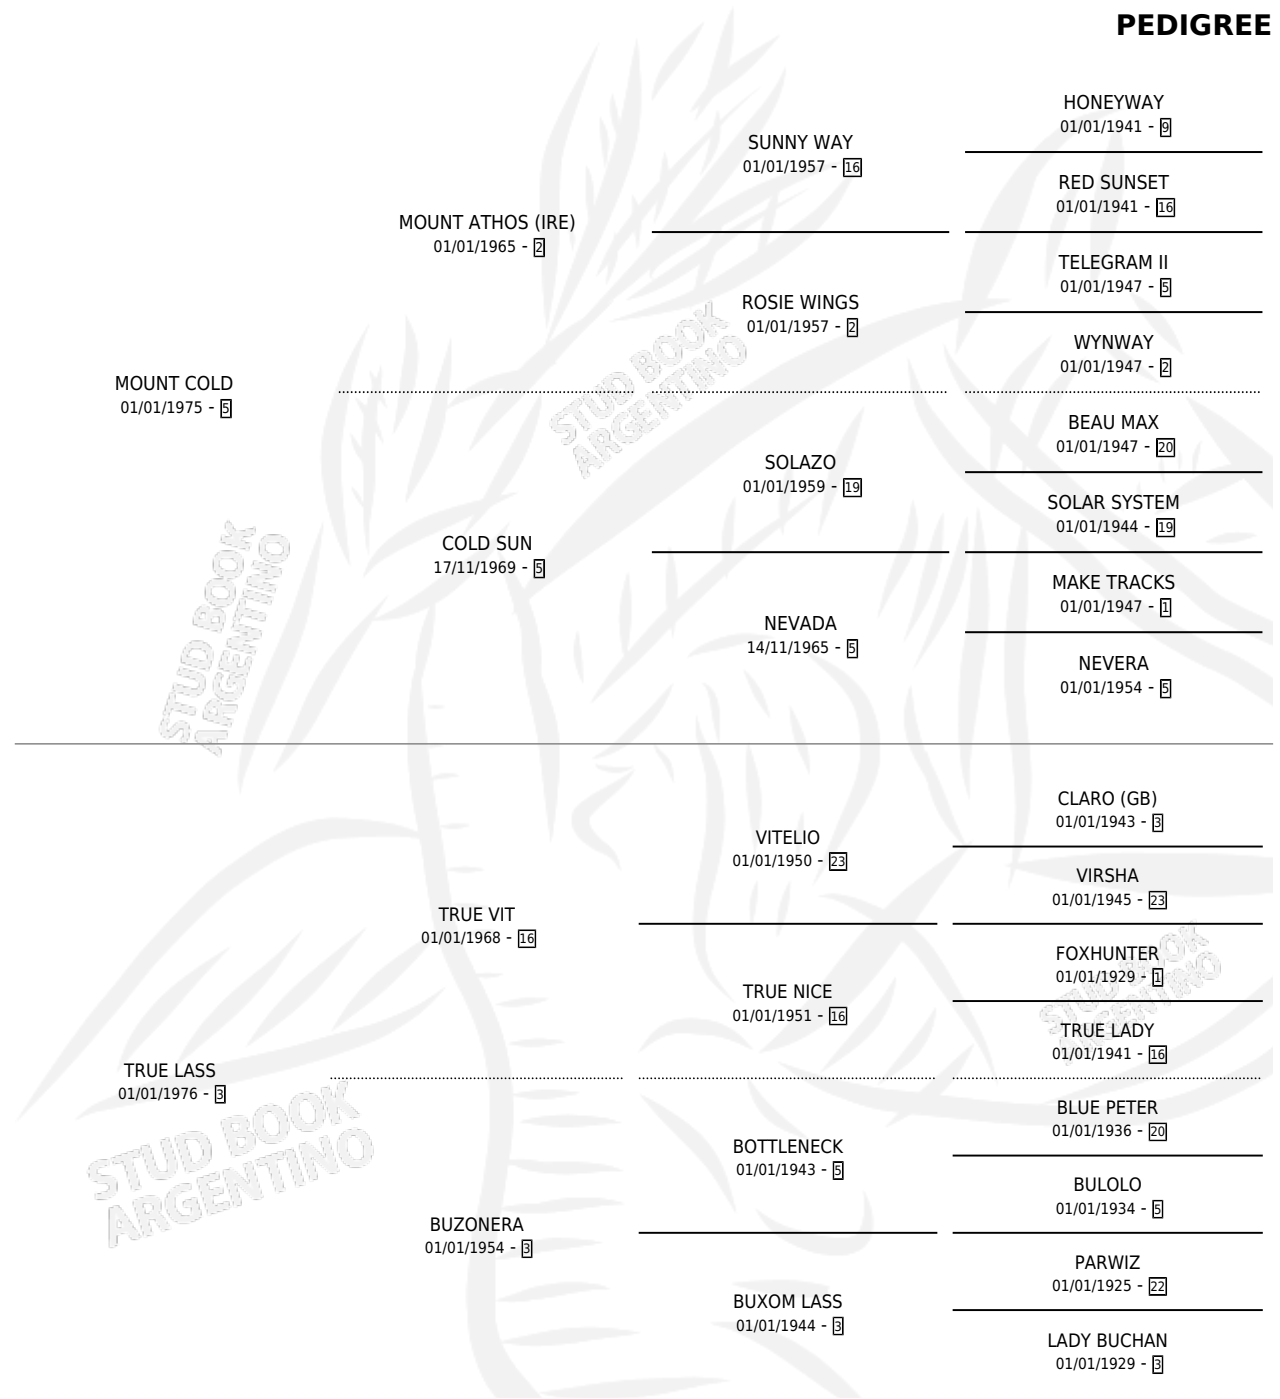 PEDIGREE
HONEYWAY
01/01/1941 - 9
SUNNY WAY
01/01/1957 - 16
RED SUNSET
01/01/1941 - 16
MOUNT ATHOS (IRE)
01/01/1965 - 2
TELEGRAM II
01/01/1947 - 5
ROSIE WINGS
01/01/1957 - 2
WYNWAY
01/01/1947 - 2
MOUNT COLD
01/01/1975 - 5
STUD BOOK
ARGENTINO
BEAU MAX
01/01/1947 - 20
SOLAZO
01/01/1959 - 19
SOLAR SYSTEM
01/01/1944 - 19
COLD SUN
17/11/1969 - 5
MAKE TRACKS
01/01/1947 - 1
NEVADA
14/11/1965 - 5
NEVERA
01/01/1954 - 5
STUD BOOK
ARGENTINO
CLARO (GB)
01/01/1943 - 3
VITELIO
01/01/1950 - 23
VIRSHA
01/01/1945 - 23
TRUE VIT
01/01/1968 - 16
FOXHUNTER
01/01/1929 - 1
TRUE NICE
01/01/1951 - 16
STUD BOOK
ARGENTINO
TRUE LADY
01/01/1941 - 16
TRUE LASS
01/01/1976 - 3
STUD BOOK
ARGENTINO
BLUE PETER
01/01/1936 - 20
BOTTLENECK
01/01/1943 - 5
BULOLO
01/01/1934 - 5
BUZONERA
01/01/1954 - 3
PARWIZ
01/01/1925 - 22
BUXOM LASS
01/01/1944 - 3
LADY BUCHAN
01/01/1929 - 3